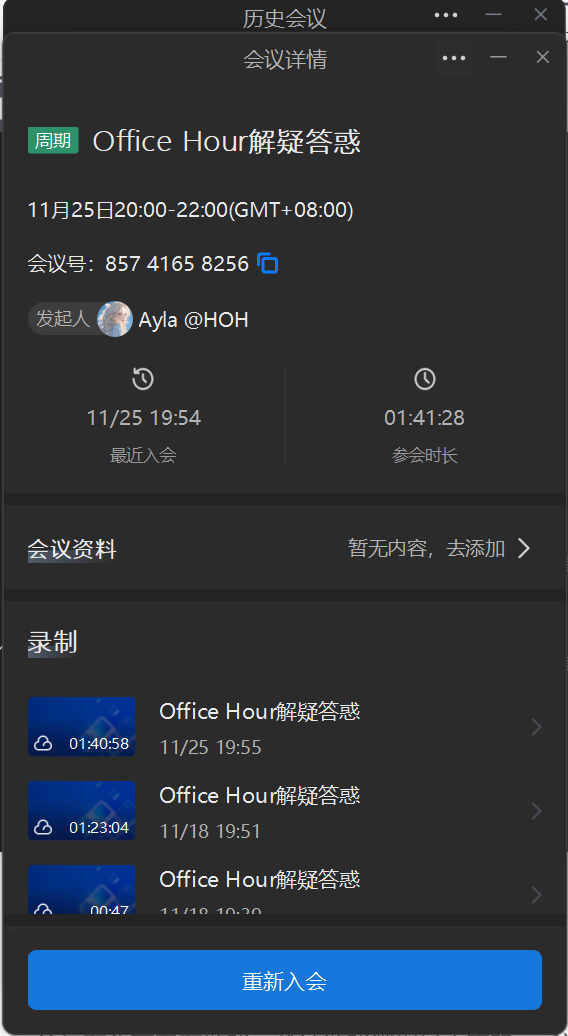 历史会议
会议详情
周期 Office Hour解疑答惑
11月25日20:00-22:00(GMT+08:00)
会议号：857 4165 8256
发起人 Ayla @HOH
11/25 19:54
最近入会
01:41:28
参会时长
会议资料
暂无内容，去添加
录制
01:40:58
Office Hour解疑答惑
11/25 19:55
01:23:04
Office Hour解疑答惑
11/18 19:51
00:47
Office Hour解疑答惑
重新入会